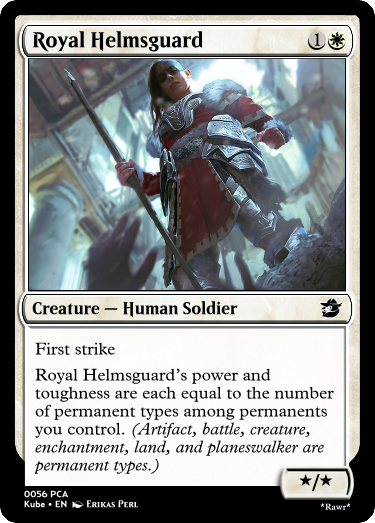 Royal Helmsguard 1
Creature — Human Soldier
First strike
Royal Helmsguard's power and
toughness are each equal to the number
of permanent types among permanents
you control. (Artifact, battle, creature,
enchantment, land, and planeswalker are
permanent types.)
*/*
0056 PCA
Kube • EN Erikas Perl
*Rawr*